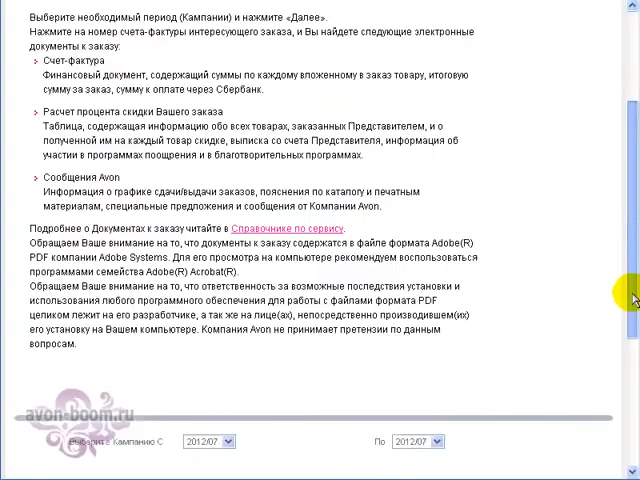 Выберите необходимый период (Кампании) и нажмите «Далее».
Нажмите на номер счета-фактуры интересующего заказа, и Вы найдете следующие электронные
документы к заказу:
Счет-фактура
Финансовый документ, содержащий суммы по каждому вложенному в заказ товару, итоговую
сумму за заказ, сумму к оплате через Сбербанк.
Расчет процента скидки Вашего заказа
Таблица, содержащая информацию обо всех товарах, заказанных Представителем, и о
полученной им на каждый товар скидке, выписка со счета Представителя, информация об
участии в программах поощрения и в благотворительных программах.
Сообщения Avon
Информация о графике сдачи/выдачи заказов, пояснения по каталогу и печатным
материалам, специальные предложения и сообщения от Компании Avon.
Подробнее о Документах к заказу читайте в Справочнике по сервису.
Обращаем Ваше внимание на то, что документы к заказу содержатся в файле формата Adobe(R)
PDF компании Adobe Systems. Для его просмотра на компьютере рекомендуем воспользоваться
программами семейства Adobe(R) Acrobat(R).
Обращаем Ваше внимание на то, что ответственность за возможные последствия установки и
использования любого программного обеспечения для работы с файлами формата PDF
целиком лежит на его разработчике, а так же на лице(ах), непосредственно производившем(их)
его установку на Вашем компьютере. Компания Avon не принимает претензии по данным
вопросам.
avon-boom.ru
Выберите Кампанию С 2012/07 По 2012/07